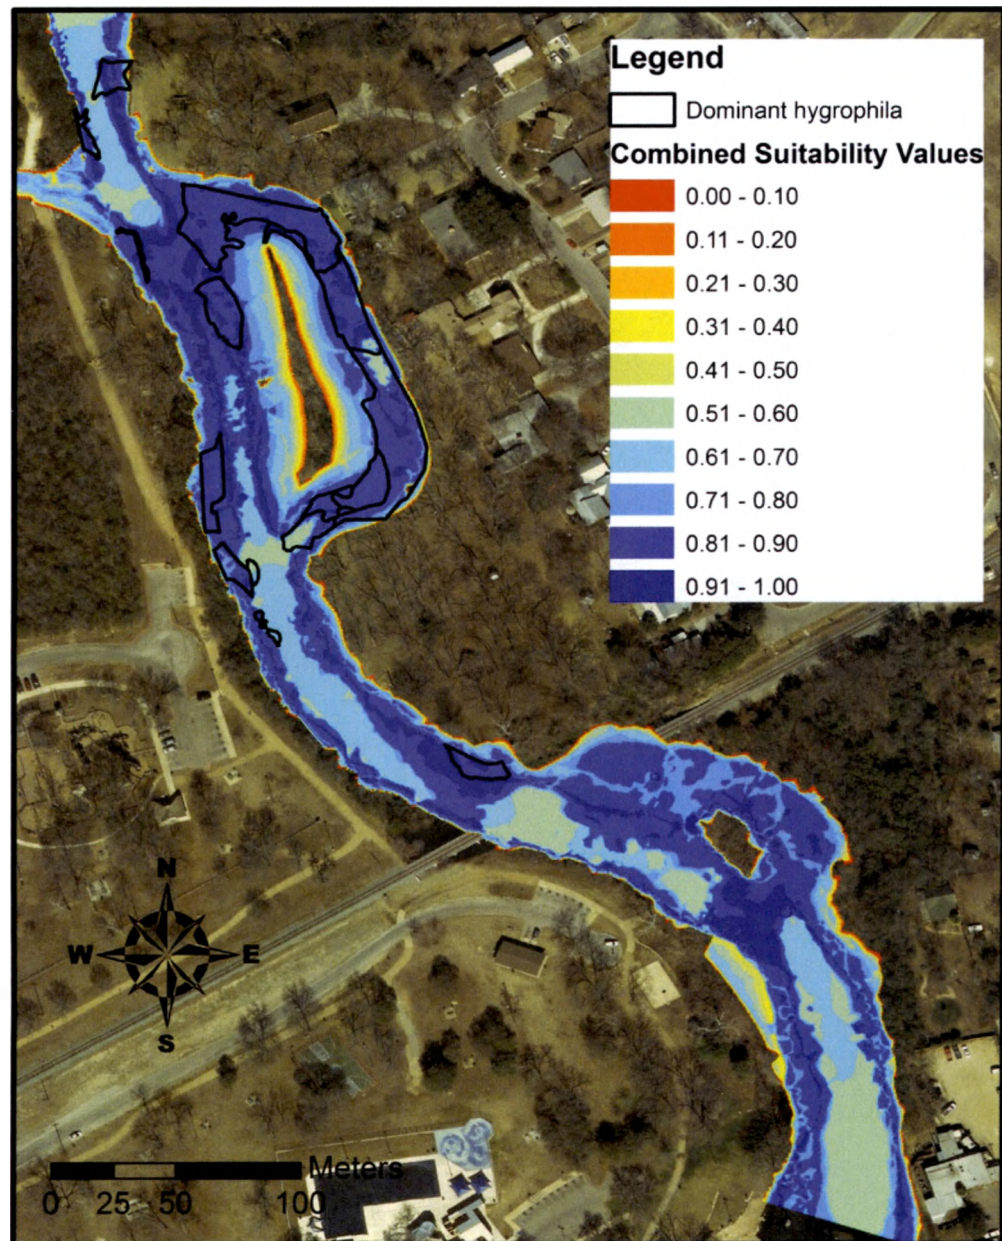 Legend
Dominant hygrophila
Combined Suitability Values
0.00 - 0.10
0.11 - 0.20
0.21 - 0.30
0.31 - 0.40
0.41 - 0.50
0.51 - 0.60
0.61 - 0.70
0.71 - 0.80
0.81 - 0.90
0.91 - 1.00
N
W E
S
Meters
0 25 50 100